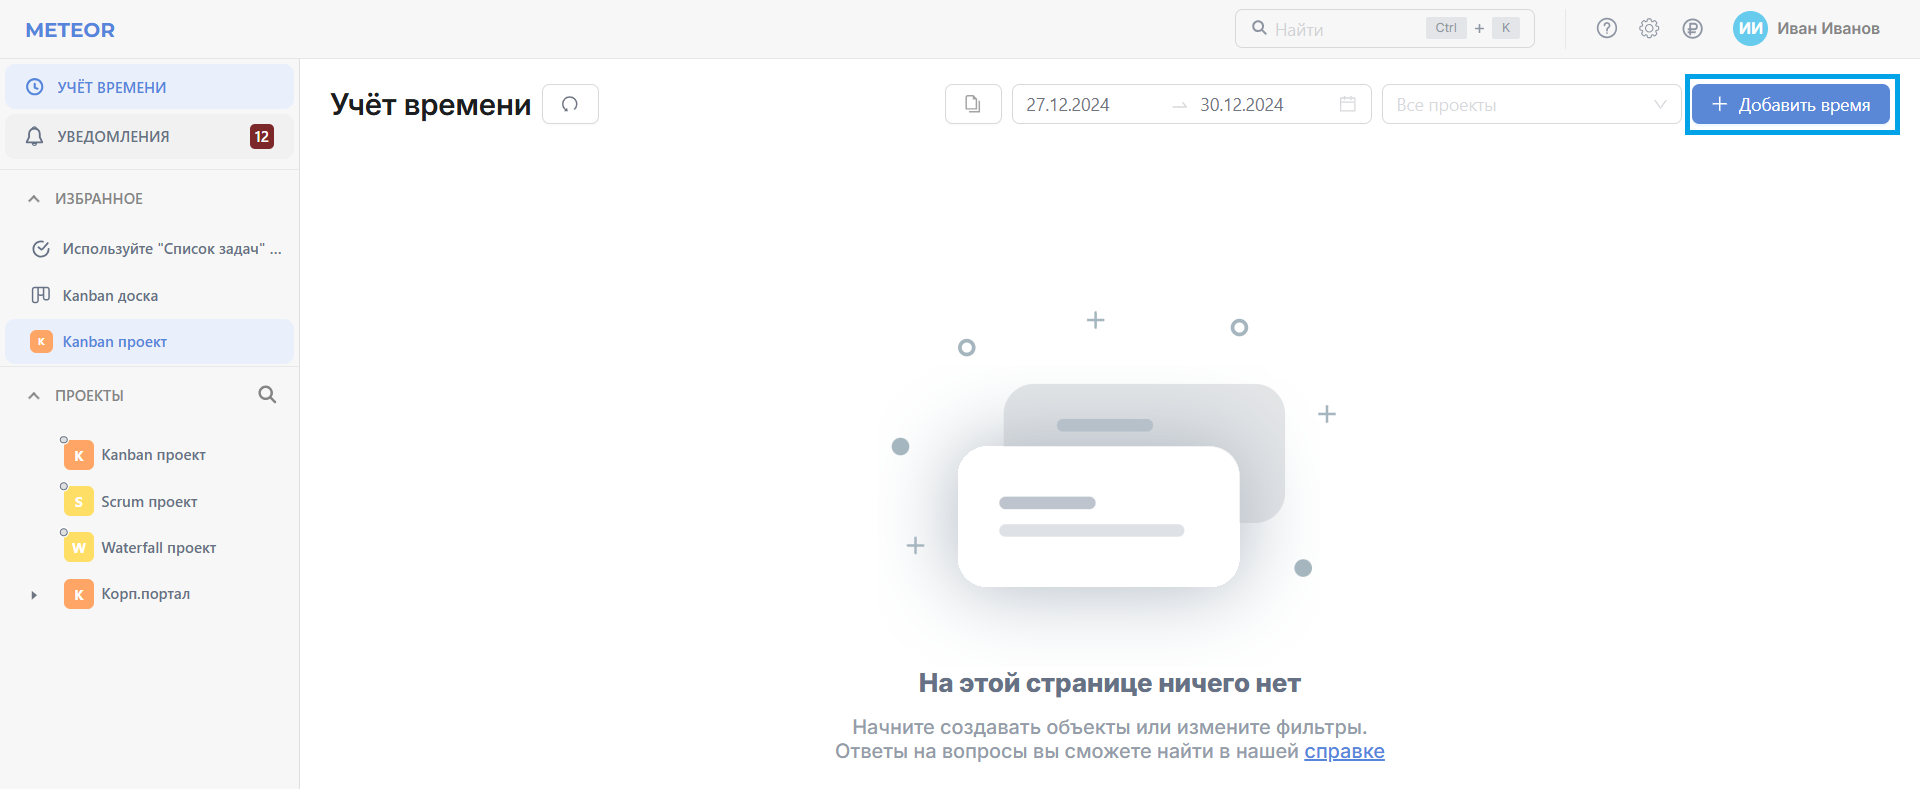 METEOR
Найти
Ctrl + K
ИИ Иван Иванов
УЧЁТ ВРЕМЕНИ
УВЕДОМЛЕНИЯ 12
ИЗБРАННОЕ
Используйте "Список задач" ...
Kanban доска
К Kanban проект
ПРОЕКТЫ
К Kanban проект
S Scrum проект
W Waterfall проект
К Корп.портал
Учёт времени
27.12.2024 → 30.12.2024
Все проекты
+ Добавить время
На этой странице ничего нет
Начните создавать объекты или измените фильтры.
Ответы на вопросы вы сможете найти в нашей справке